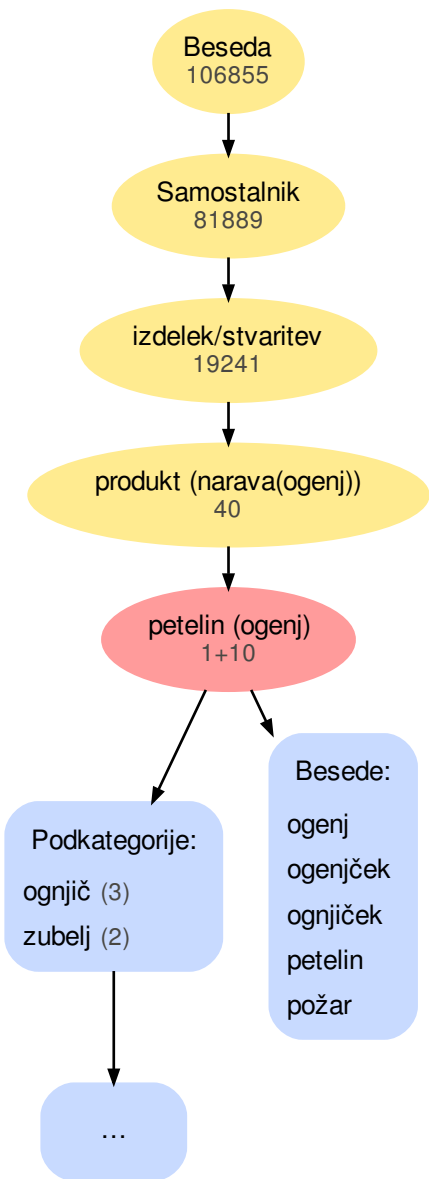 Beseda
106855
Samostalnik
81889
izdelek/stvaritev
19241
produkt (narava(ogenj))
40
petelin (ogenj)
1+10
Podkategorije:
ognjič (3)
zubelj (2)
...
Besede:
ogenj
ogenjček
ognjiček
petelin
požar